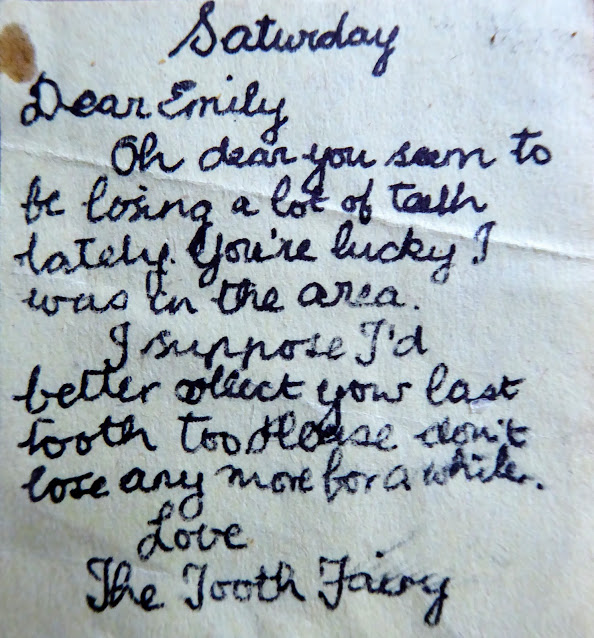 Saturday
Dear Emily
Oh dear you seem to
be losing a lot of teeth
lately. You're lucky I
was in the area.
I suppose I'd
better collect your last
tooth too. Please don't
lose any more for a while.
Love
The Tooth Fairy